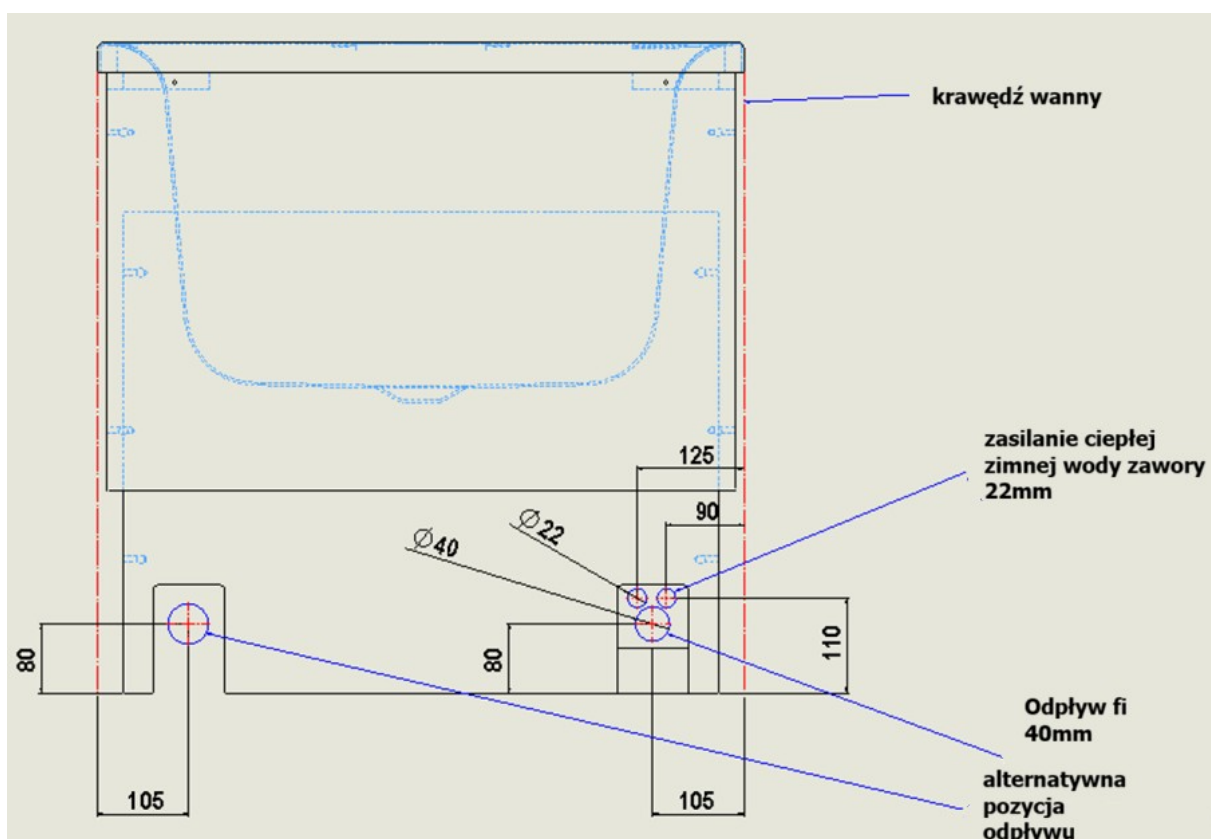 krawędź wanny
zasilanie ciepłej
zimnej wody zawory
22mm
125
90
Ø22
Ø40
80
80
110
Odpływ fi
40mm
alternatywna
pozycja
odpływu
105
105